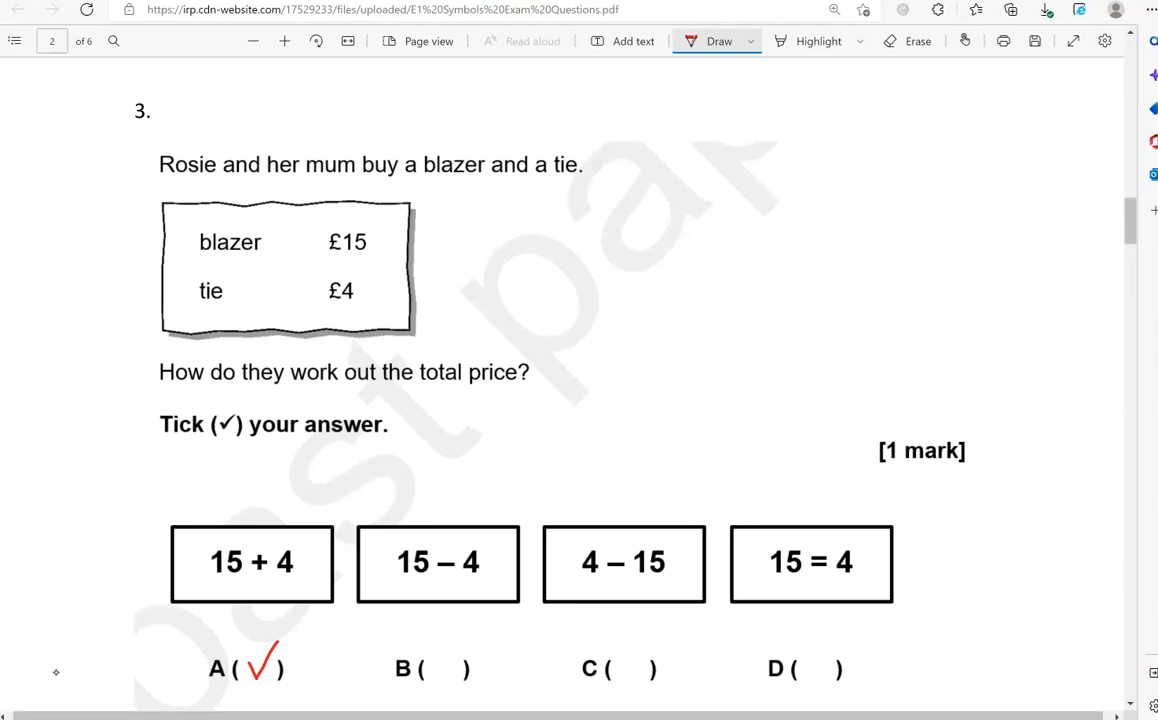 https://irp.cdn-website.com/17529233/files/uploaded/E1%20Symbols%20Exam%20Questions.pdf
2 of 6 Page view Read aloud Add text Draw Highlight Erase
3.
Rosie and her mum buy a blazer and a tie.
blazer £15
tie £4
How do they work out the total price?
Tick (✓) your answer.
[1 mark]
15 + 4 15 – 4 4 – 15 15 = 4
A ( ✓ ) B ( ) C ( ) D ( )
past pap